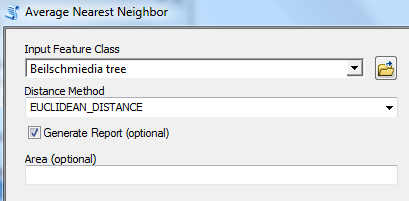 Average Nearest Neighbor
Input Feature Class
Beilschmiedia tree
Distance Method
EUCLIDEAN_DISTANCE
Generate Report (optional)
Area (optional)